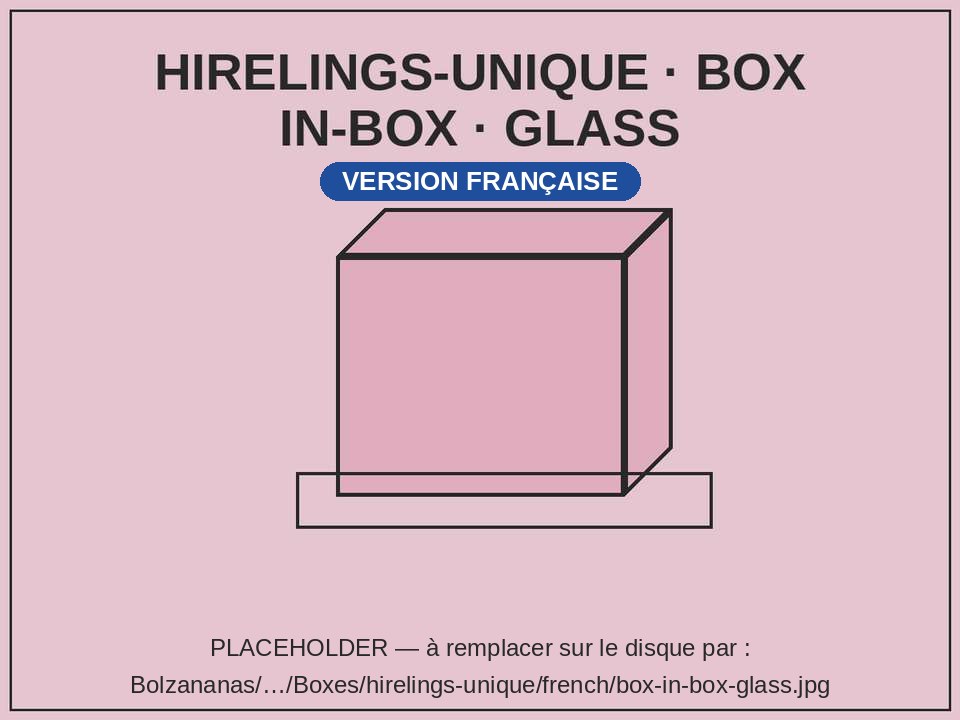 HIRELINGS-UNIQUE · BOX
IN-BOX · GLASS
VERSION FRANÇAISE
PLACEHOLDER — à remplacer sur le disque par :
Bolzananas/…/Boxes/hirelings-unique/french/box-in-box-glass.jpg